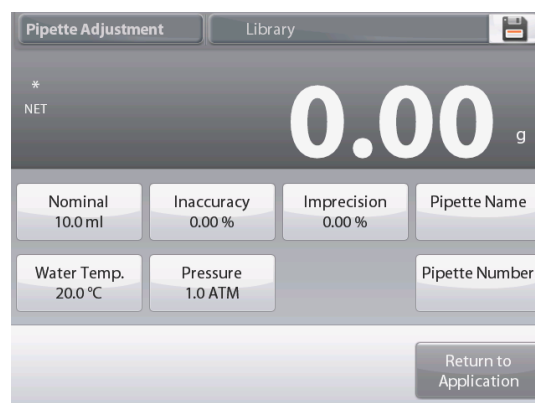 Pipette Adjustment
Library
*
NET
0.00 g
Nominal
10.0 ml
Inaccuracy
0.00 %
Imprecision
0.00 %
Pipette Name
Water Temp.
20.0 °C
Pressure
1.0 ATM
Pipette Number
Return to
Application